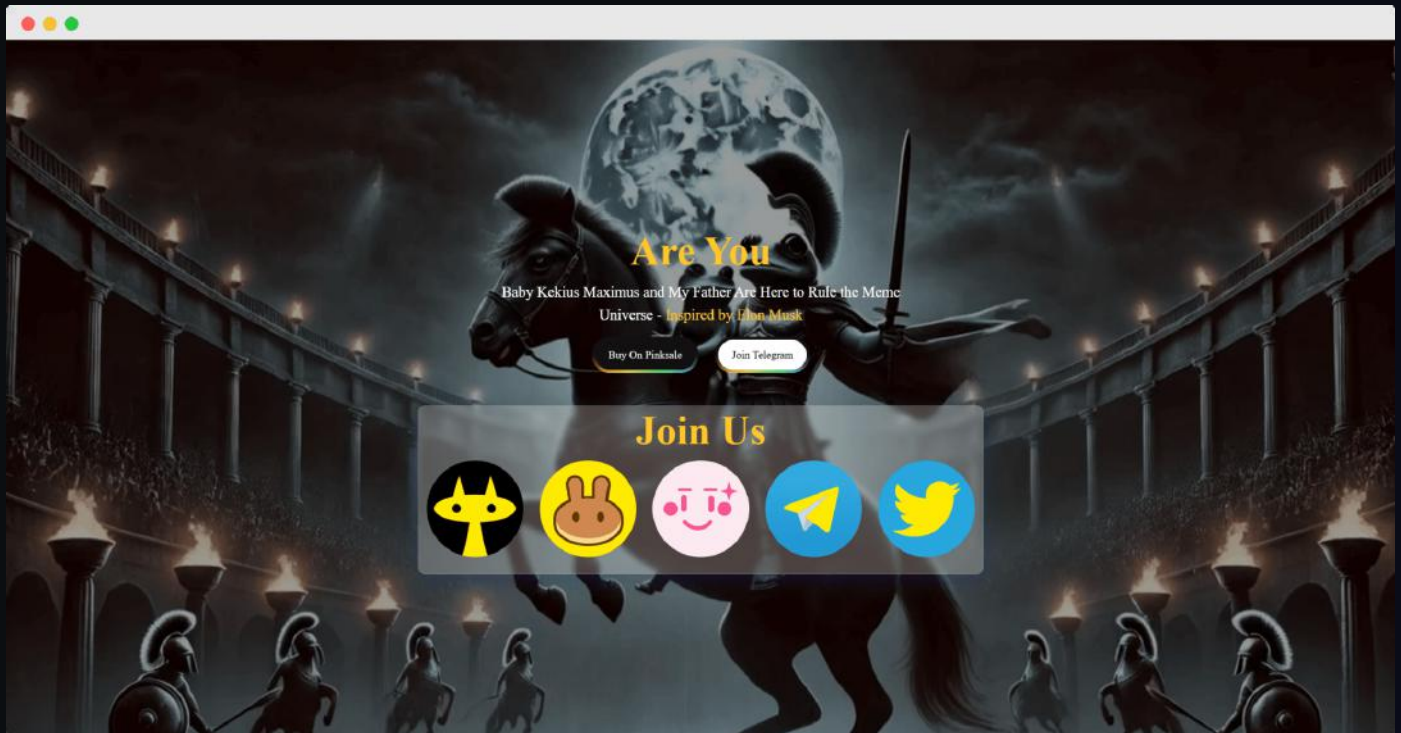 Are You
Baby Kekius Maximus and My Father Are Here to Rule the Meme
Universe - Inspired by Elon Musk
Buy On Pinksale
Join Telegram
Join Us